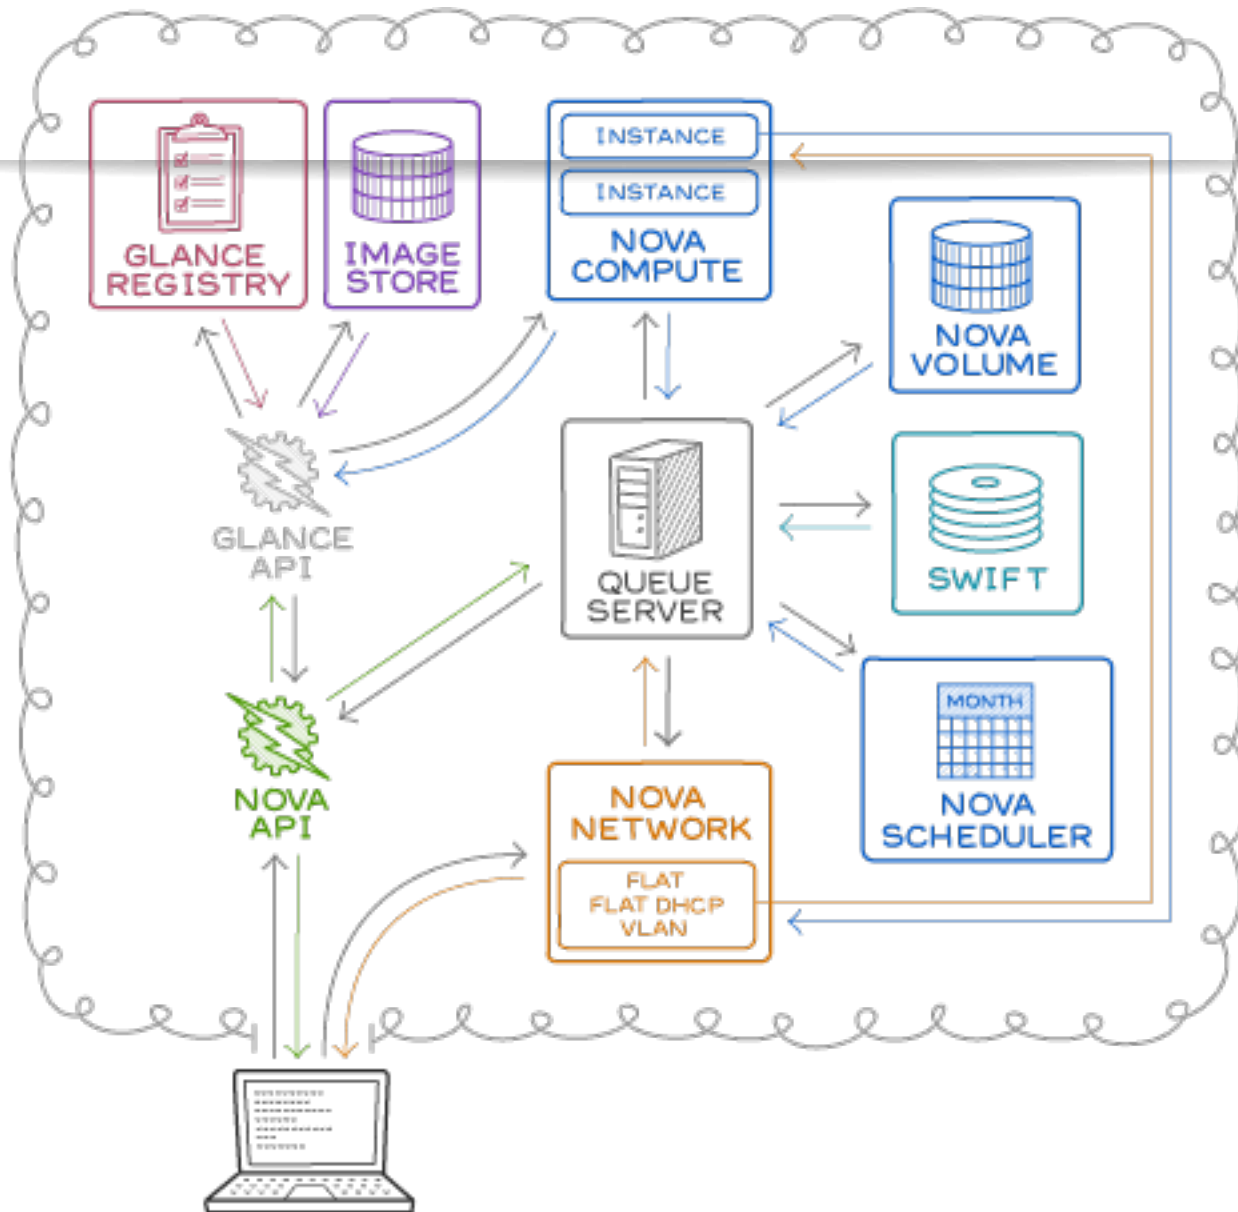 INSTANCE
INSTANCE
GLANCE
REGISTRY
IMAGE
STORE
NOVA
COMPUTE
NOVA
VOLUME
GLANCE
API
QUEUE
SERVER
SWIFT
MONTH
NOVA
SCHEDULER
NOVA
API
NOVA
NETWORK
FLAT
FLAT DHCP
VLAN